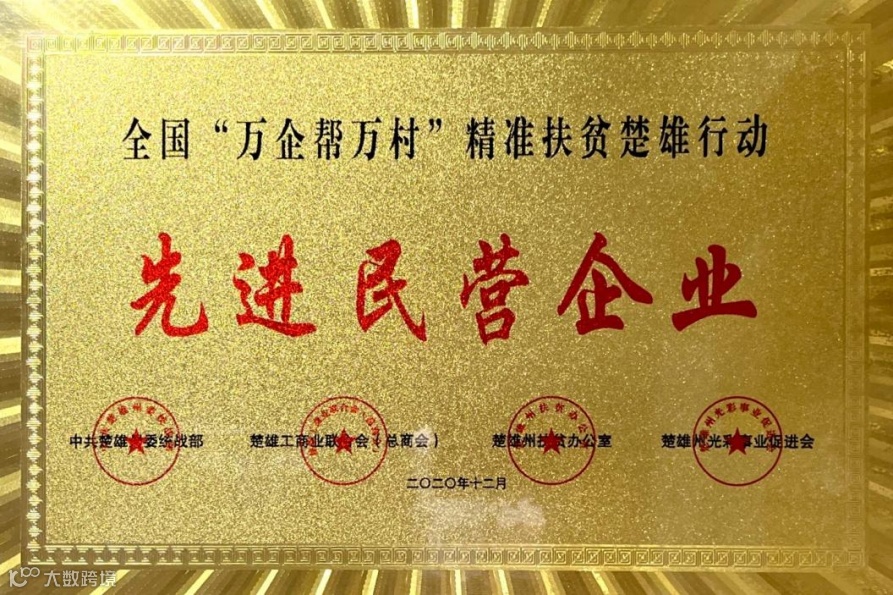 全国“万企帮万村”精准扶贫楚雄行动
先进民营企业
中共楚雄州委统战部 楚雄工商业联合会（总商会） 楚雄州扶贫办公室 楚雄州光彩事业促进会
二〇二〇年十二月
大数跨境